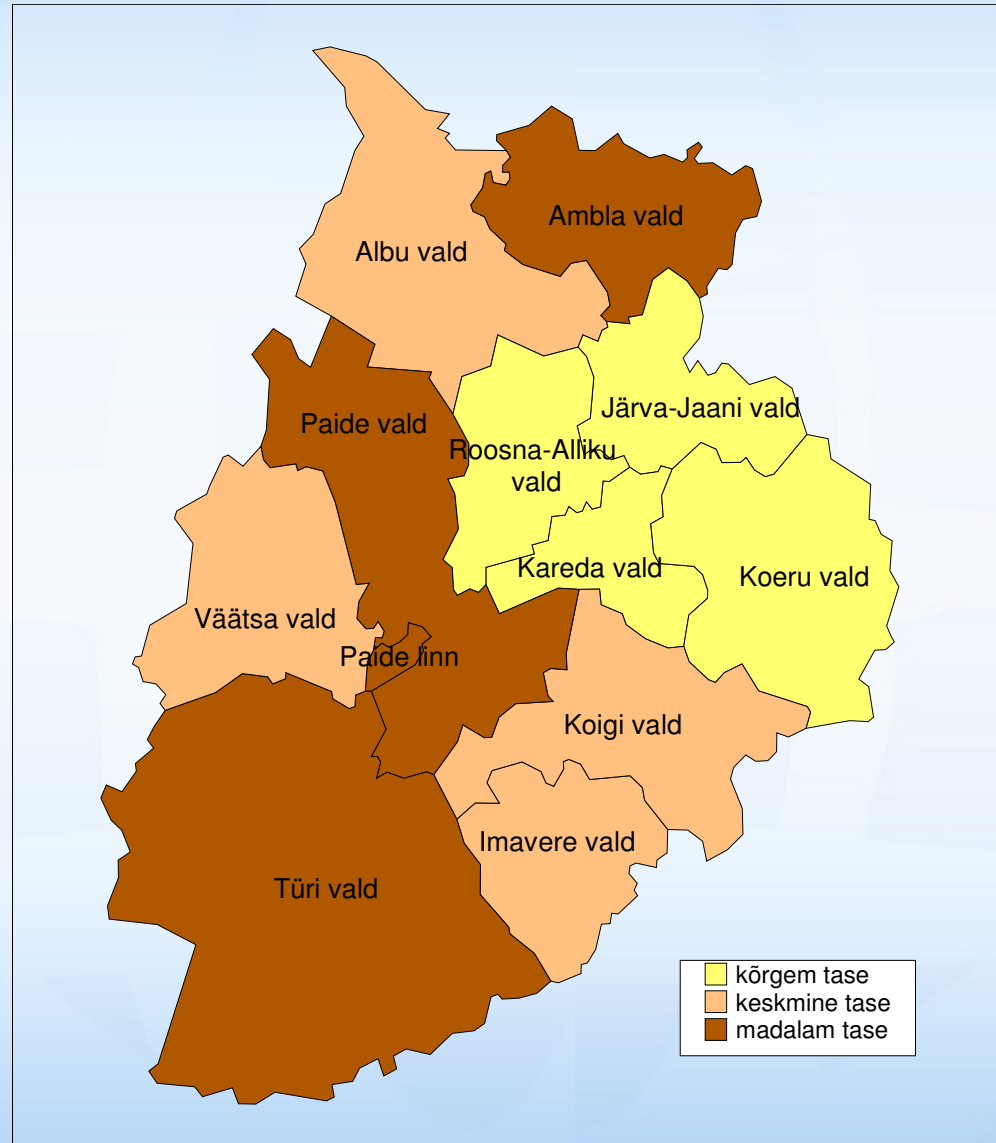 Ambla vald
Albu vald
Järva-Jaani vald
Paide vald
Roosna-Alliku
vald
Kareda vald
Koeru vald
Väätsa vald
Paide linn
Koigi vald
Imavere vald
Türi vald
kõrgem tase
keskmine tase
madalam tase